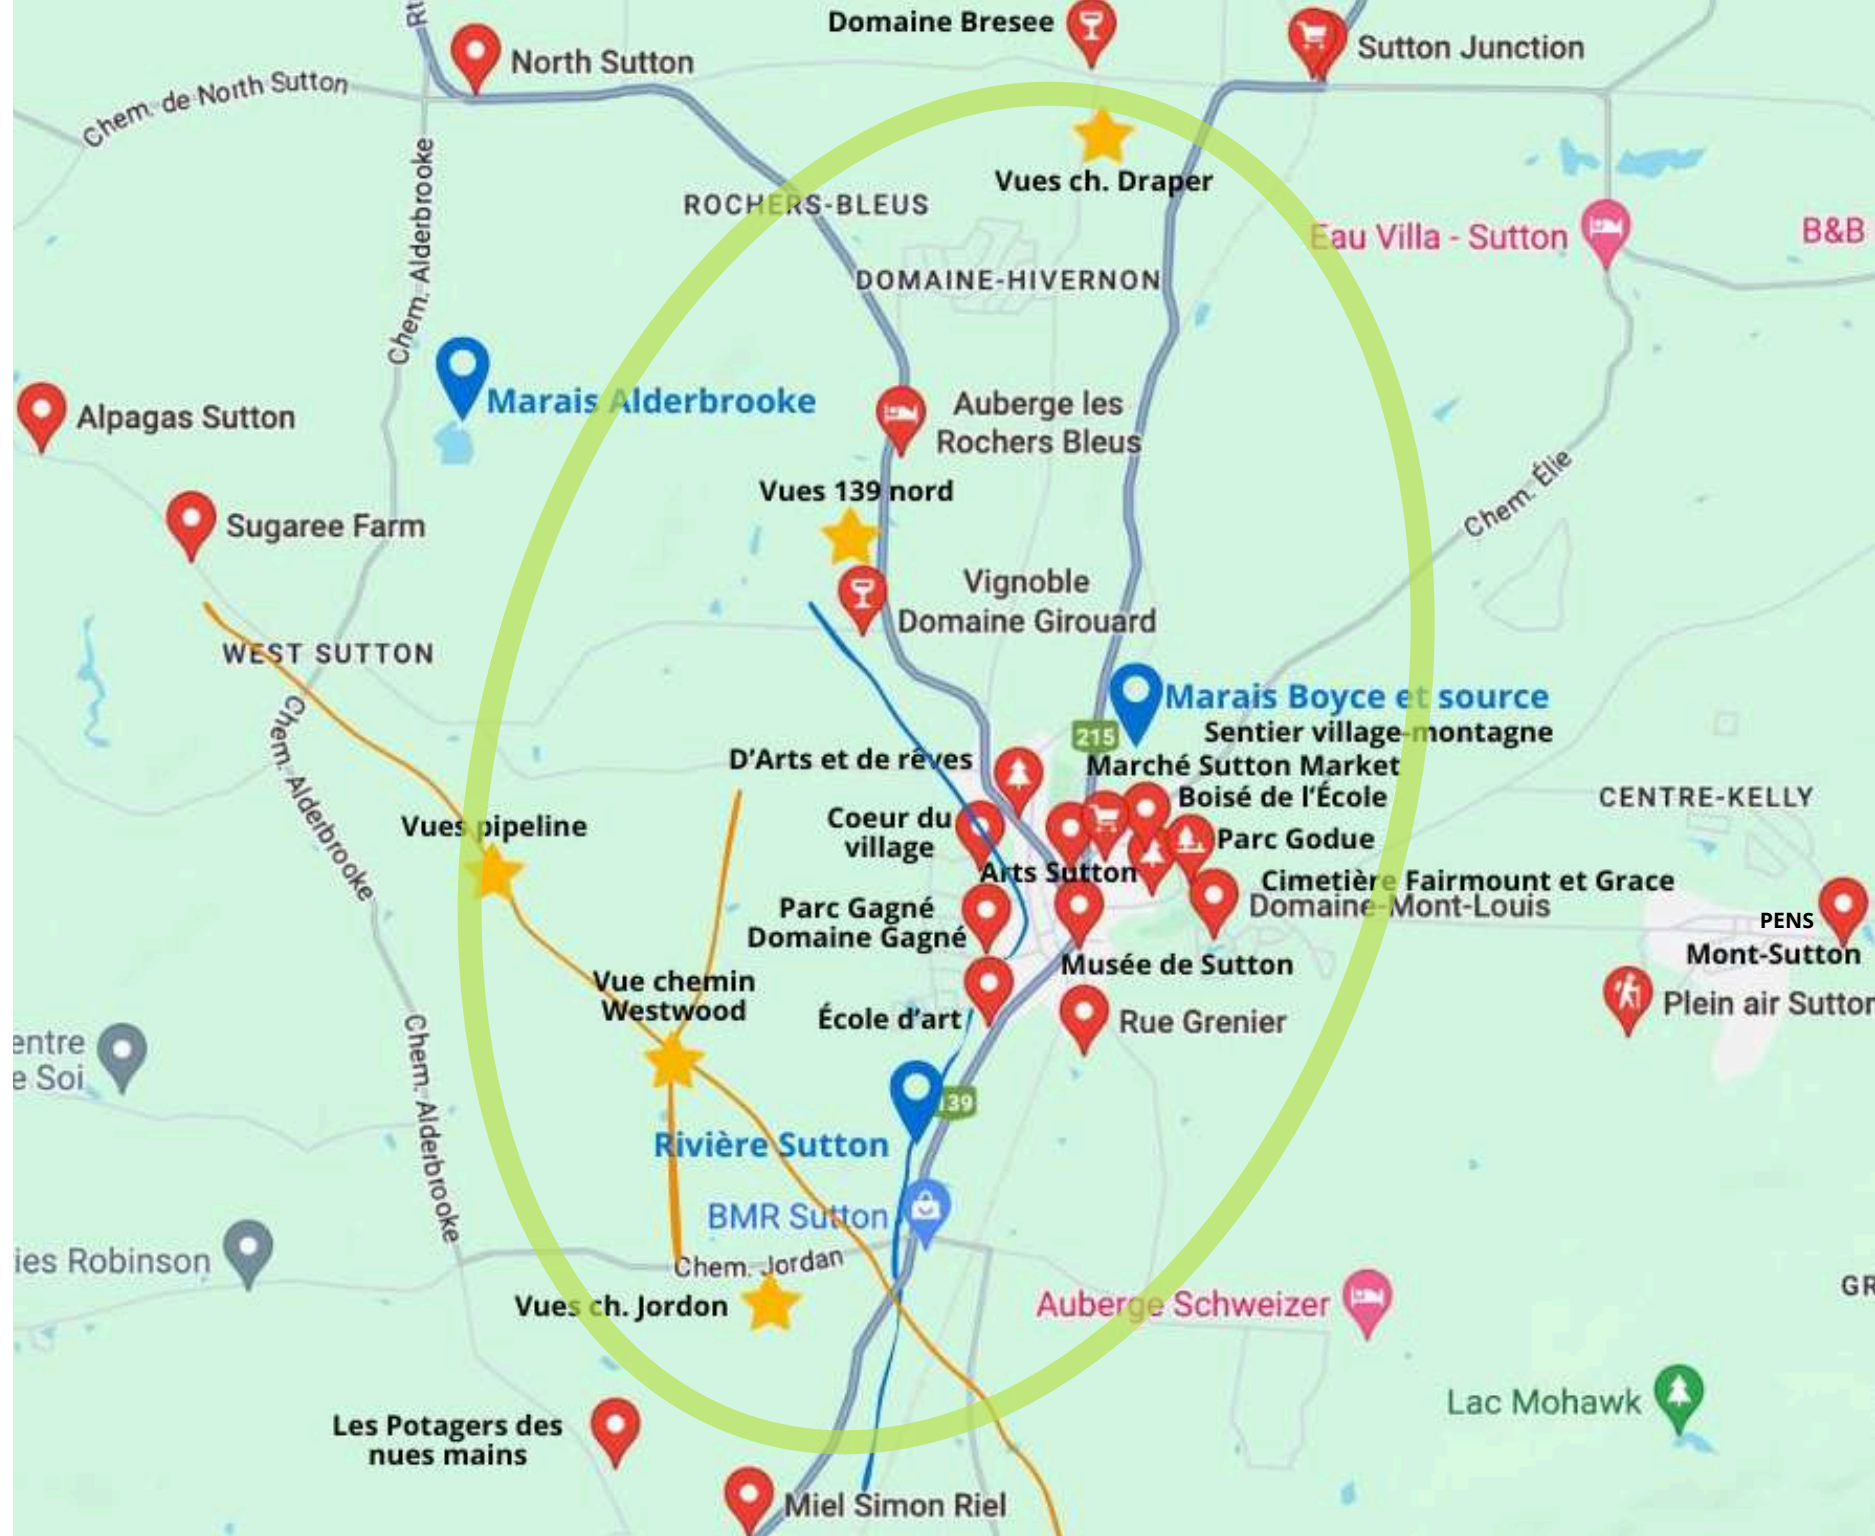 Domaine Bresee
Sutton Junction
North Sutton
Chem. de North Sutton
Chem. Alderbrooke
Vues ch. Draper
ROCHERS-BLEUS
Eau Villa - Sutton
B&B
DOMAINE-HIVERNON
Marais Alderbrooke
Alpagas Sutton
Auberge les
Rochers Bleus
Chem. Élie
Vues 139 nord
Sugaree Farm
Vignoble
Domaine Girouard
WEST SUTTON
Marais Boyce et source
215
Sentier village-montagne
D'Arts et de rêves
Marché Sutton Market
Boisé de l'École
CENTRE-KELLY
Chem. Alderbrooke
Vues pipeline
Coeur du
village
Parc Godue
Arts Sutton
Cimetière Fairmount et Grace
Domaine-Mont-Louis
Parc Gagné
Domaine Gagné
PENS
Mont-Sutton
Musée de Sutton
Vue chemin
Westwood
École d'art
Rue Grenier
Plein air Sutton
entre
e Soi
Chem. Alderbrooke
139
Rivière Sutton
BMR Sutton
ies Robinson
Chem. Jordan
Vues ch. Jordon
Auberge Schweizer
GR
Lac Mohawk
Les Potagers des
nues mains
Miel Simon Riel